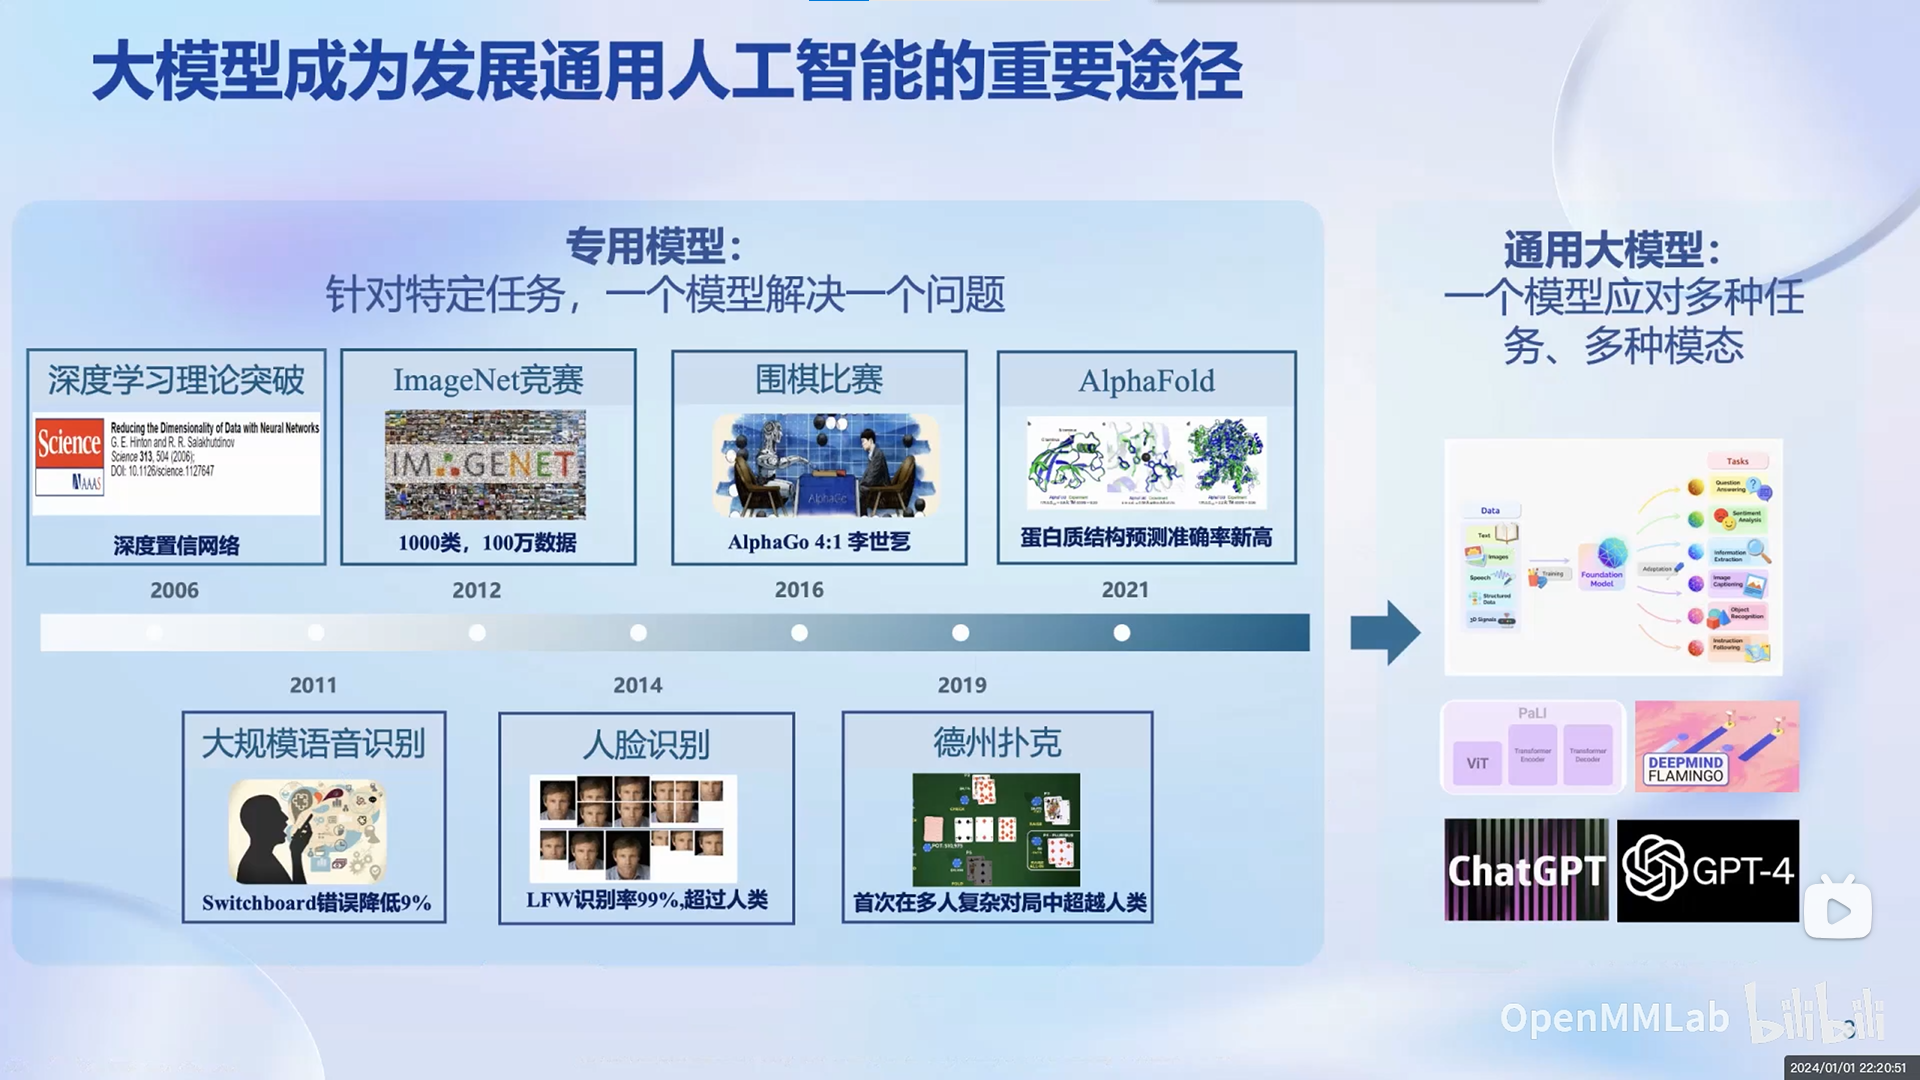 大模型成为发展通用人工智能的重要途径
专用模型：
针对特定任务，一个模型解决一个问题
深度学习理论突破
Science
AAAS
Reducing the Dimensionality of Data with Neural Networks
G. E. Hinton and R. R. Salakhutdinov
Science 313, 504 (2006);
DOI: 10.1126/science.1127647
深度置信网络
2006
ImageNet竞赛
IMAGENET
1000类，100万数据
2012
围棋比赛
AlphaGo
AlphaGo 4:1 李世乭
2016
AlphaFold
蛋白质结构预测准确率新高
2021
2011
大规模语音识别
Switchboard错误降低9%
2014
人脸识别
LFW识别率99%,超过人类
2019
德州扑克
首次在多人复杂对局中超越人类
通用大模型：
一个模型应对多种任
务、多种模态
Data
Text
Images
Speech
Structured
Data
3D Signals
Training
Foundation
Model
Adaptation
Tasks
Question
Answering
Sentiment
Analysis
Information
Extraction
Image
Captioning
Object
Recognition
Instruction
Following
PaLI
ViT
Transformer
Encoder
Transformer
Decoder
DEEPMIND
FLAMINGO
ChatGPT
GPT-4
OpenMMLab
bilibili
2024/01/01 22:20:51